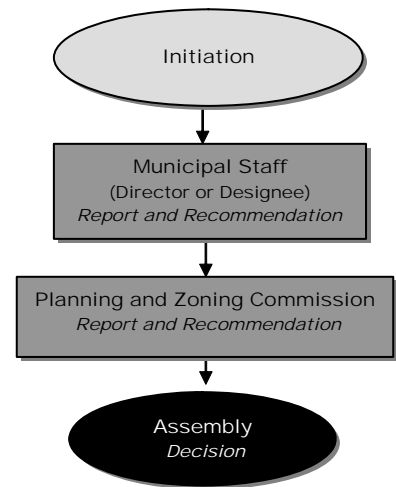 Initiation
Municipal Staff
(Director or Designee)
Report and Recommendation
Planning and Zoning Commission
Report and Recommendation
Assembly
Decision